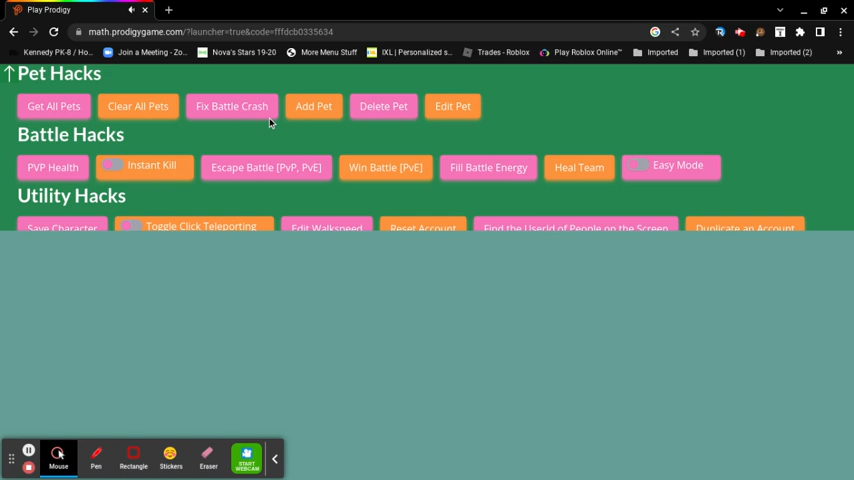 Play Prodigy
math.prodigygame.com/?launcher=true&code=fffdcb0335634
Kennedy PK-8 / Ho... Join a Meeting - Zo... Nova's Stars 19-20 More Menu Stuff IXL | Personalized s... Trades - Roblox Play Roblox Online™ Imported Imported (1) Imported (2) »
↑Pet Hacks
Get All Pets Clear All Pets Fix Battle Crash Add Pet Delete Pet Edit Pet
Battle Hacks
PVP Health Instant Kill Escape Battle [PvP, PvE] Win Battle [PvE] Fill Battle Energy Heal Team Easy Mode
Utility Hacks
Save Character Toggle Click Teleporting Edit Walkspeed Reset Account Find the UserId of People on the Screen Duplicate an Account
Mouse Pen Rectangle Stickers Eraser START
WEBCAM